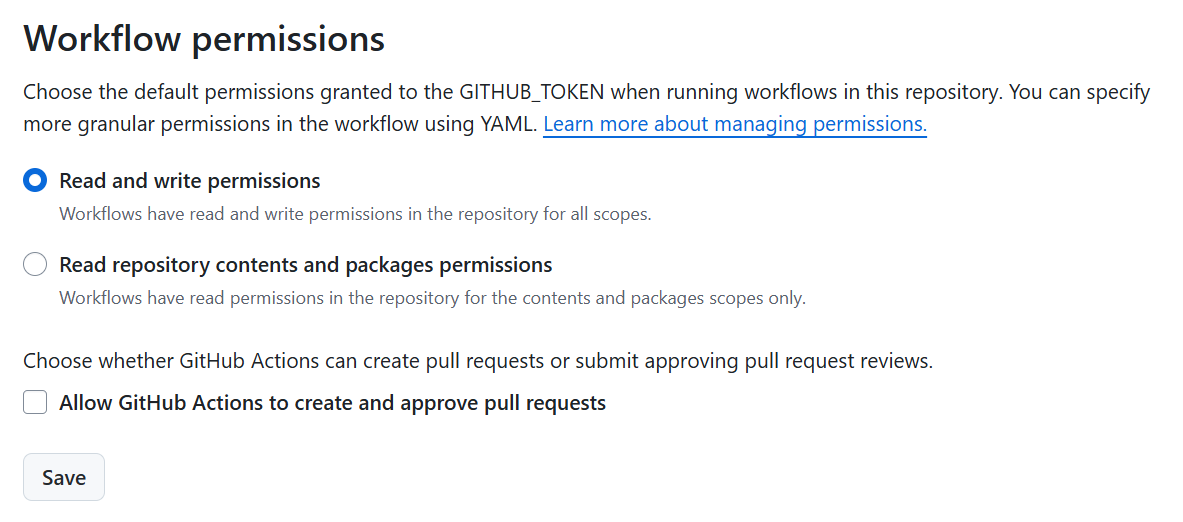 Workflow permissions
Choose the default permissions granted to the GITHUB_TOKEN when running workflows in this repository. You can specify
more granular permissions in the workflow using YAML. Learn more about managing permissions.
Read and write permissions
Workflows have read and write permissions in the repository for all scopes.
Read repository contents and packages permissions
Workflows have read permissions in the repository for the contents and packages scopes only.
Choose whether GitHub Actions can create pull requests or submit approving pull request reviews.
Allow GitHub Actions to create and approve pull requests
Save